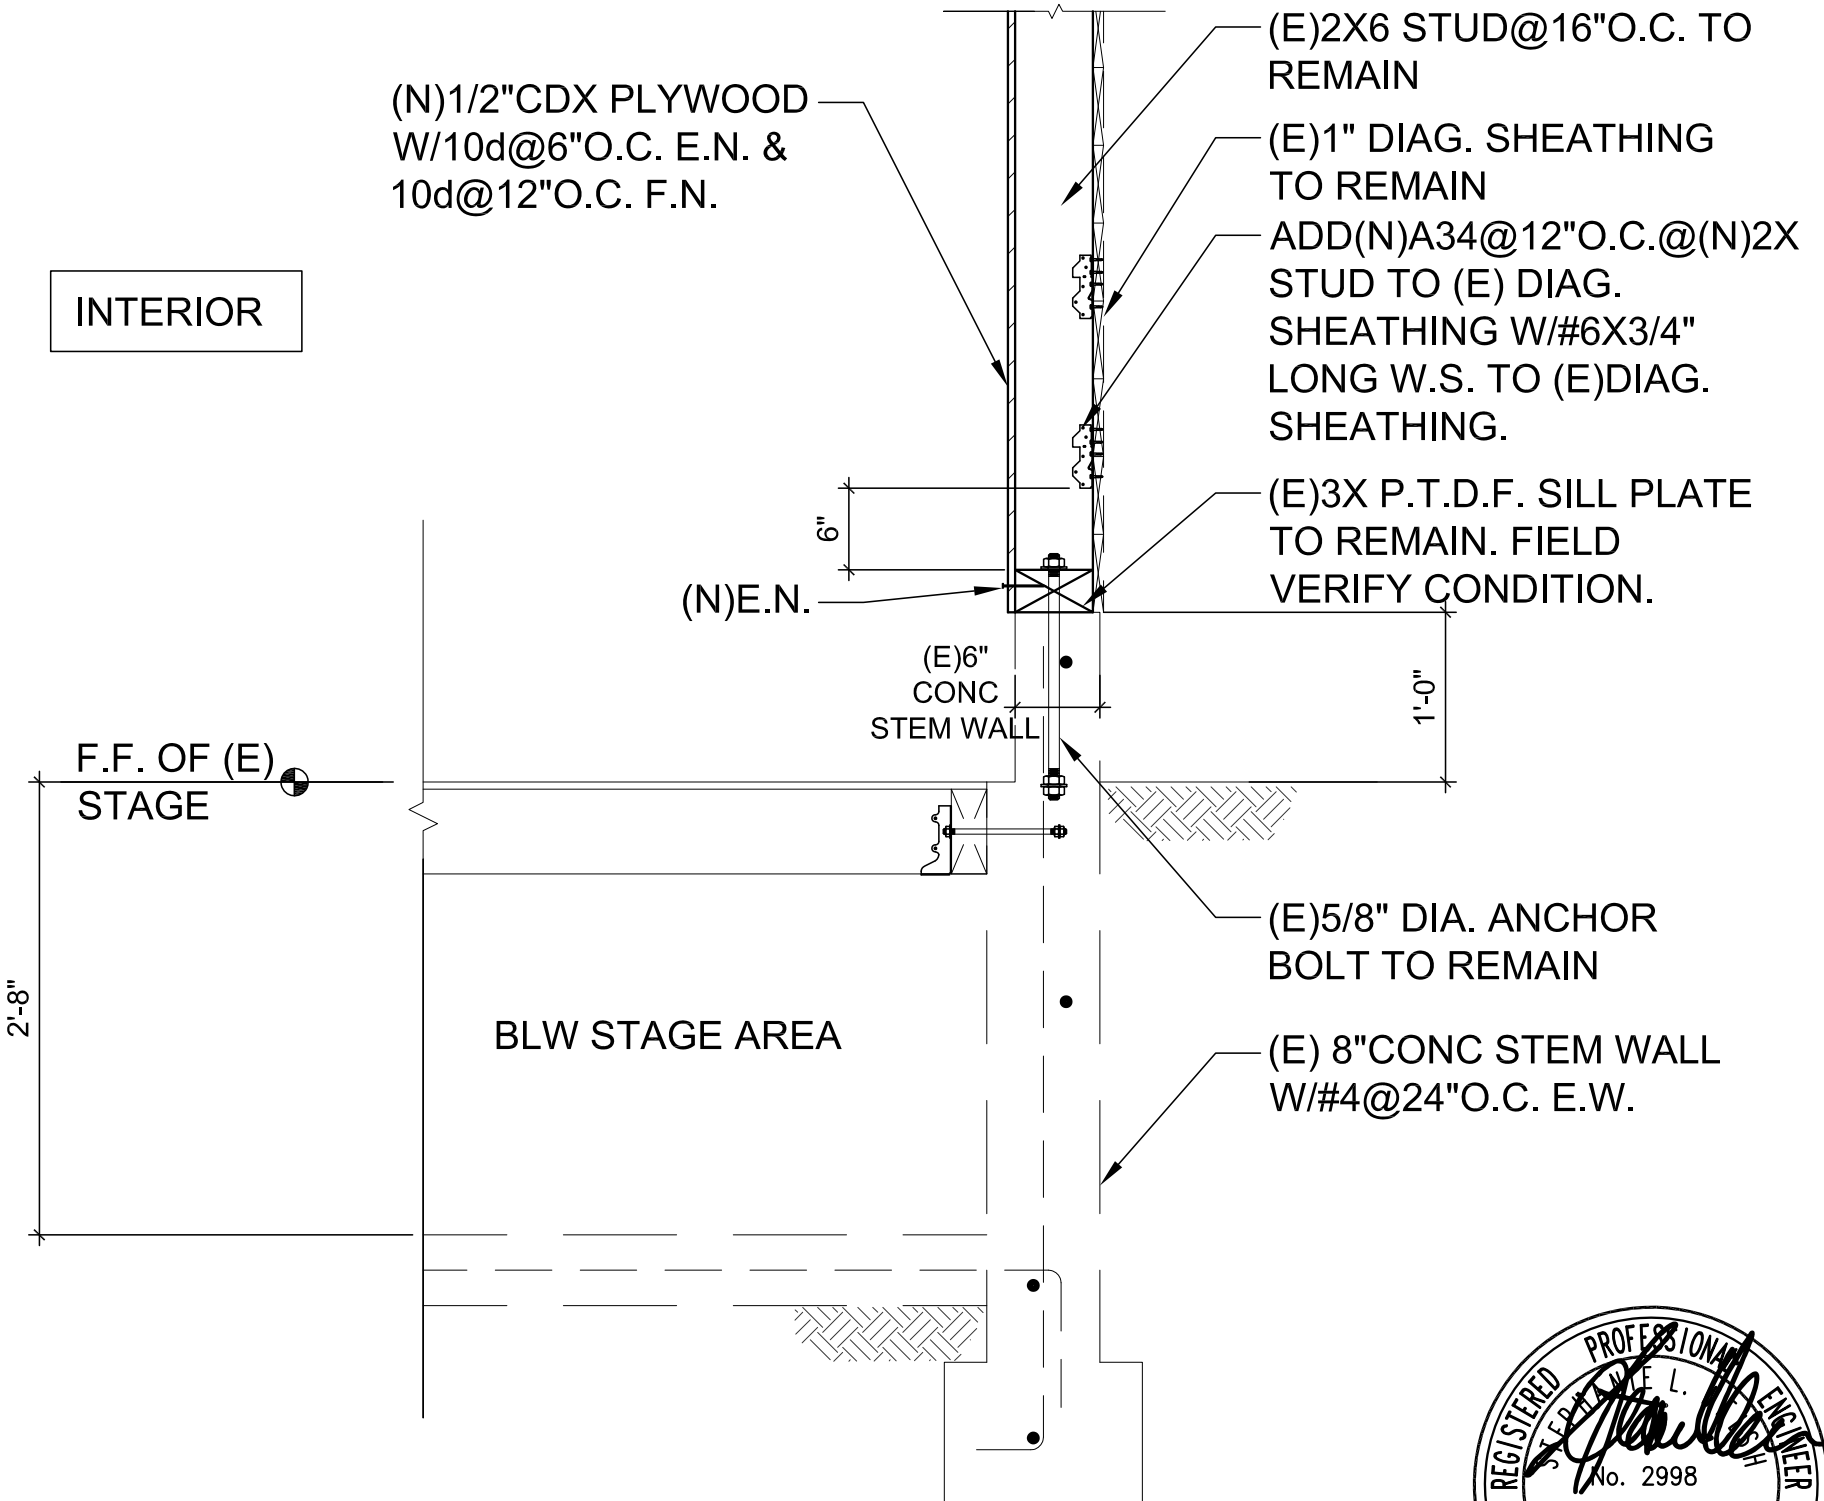 (E)2X6 STUD@16"O.C. TO
REMAIN
(N)1/2"CDX PLYWOOD
W/10d@6"O.C. E.N. &
10d@12"O.C. F.N.
(E)1" DIAG. SHEATHING
TO REMAIN
ADD(N)A34@12"O.C.@(N)2X
STUD TO (E) DIAG.
SHEATHING W/#6X3/4"
LONG W.S. TO (E)DIAG.
SHEATHING.
INTERIOR
(E)3X P.T.D.F. SILL PLATE
TO REMAIN. FIELD
VERIFY CONDITION.
6"
(N)E.N.
(E)6"
CONC
STEM WALL
1'-0"
F.F. OF (E)
STAGE
(E)5/8" DIA. ANCHOR
BOLT TO REMAIN
2'-8"
BLW STAGE AREA
(E) 8"CONC STEM WALL
W/#4@24"O.C. E.W.
REGISTERED PROFESSIONAL ENGINEER
STEPHANIE L.
No. 2998